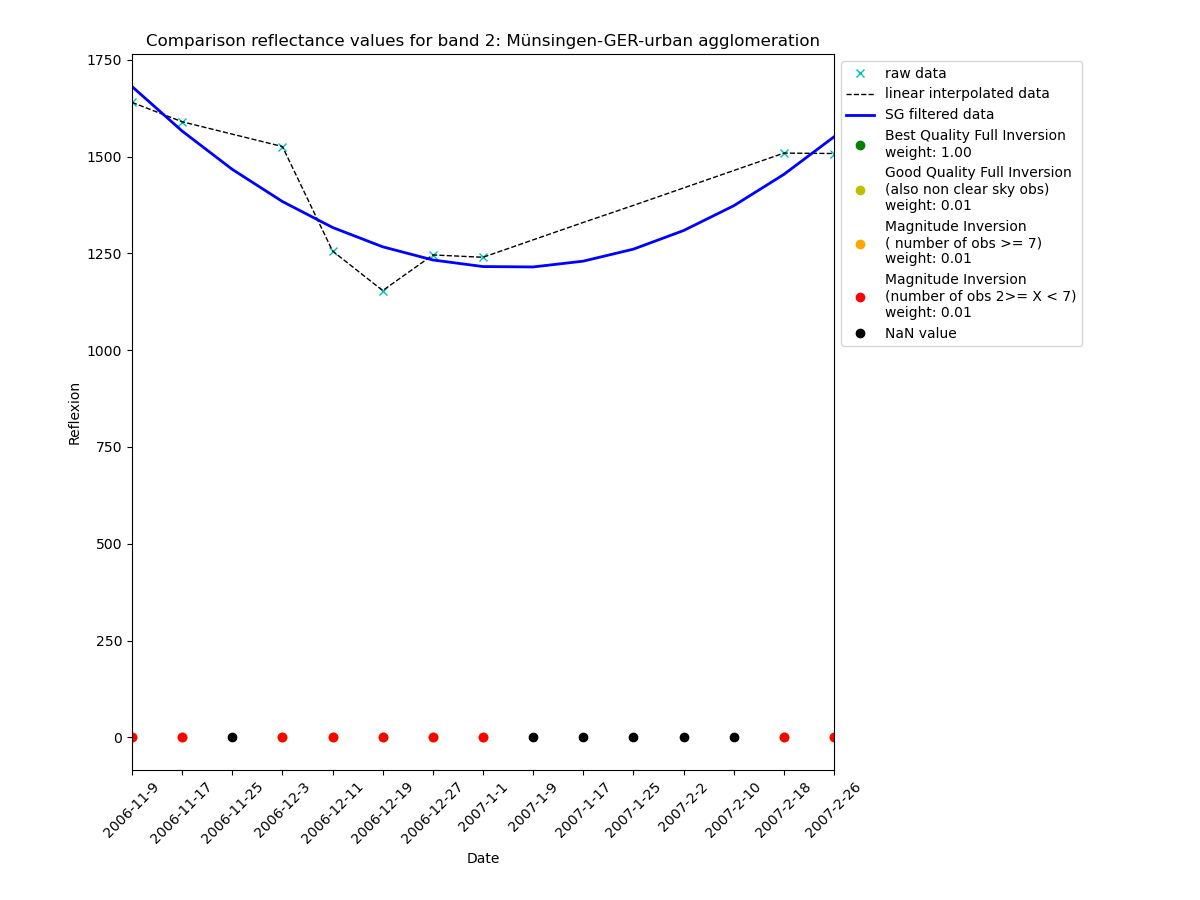 Comparison reflectance values for band 2: Münsingen-GER-urban agglomeration
1750
1500
1250
1000
750
500
250
0
Reflexion
2006-11-9
2006-11-17
2006-11-25
2006-12-3
2006-12-11
2006-12-19
2006-12-27
2007-1-1
2007-1-9
2007-1-17
2007-1-25
2007-2-2
2007-2-10
2007-2-18
2007-2-26
Date
raw data
linear interpolated data
SG filtered data
Best Quality Full Inversion
weight: 1.00
Good Quality Full Inversion
(also non clear sky obs)
weight: 0.01
Magnitude Inversion
( number of obs >= 7)
weight: 0.01
Magnitude Inversion
(number of obs 2>= X < 7)
weight: 0.01
NaN value